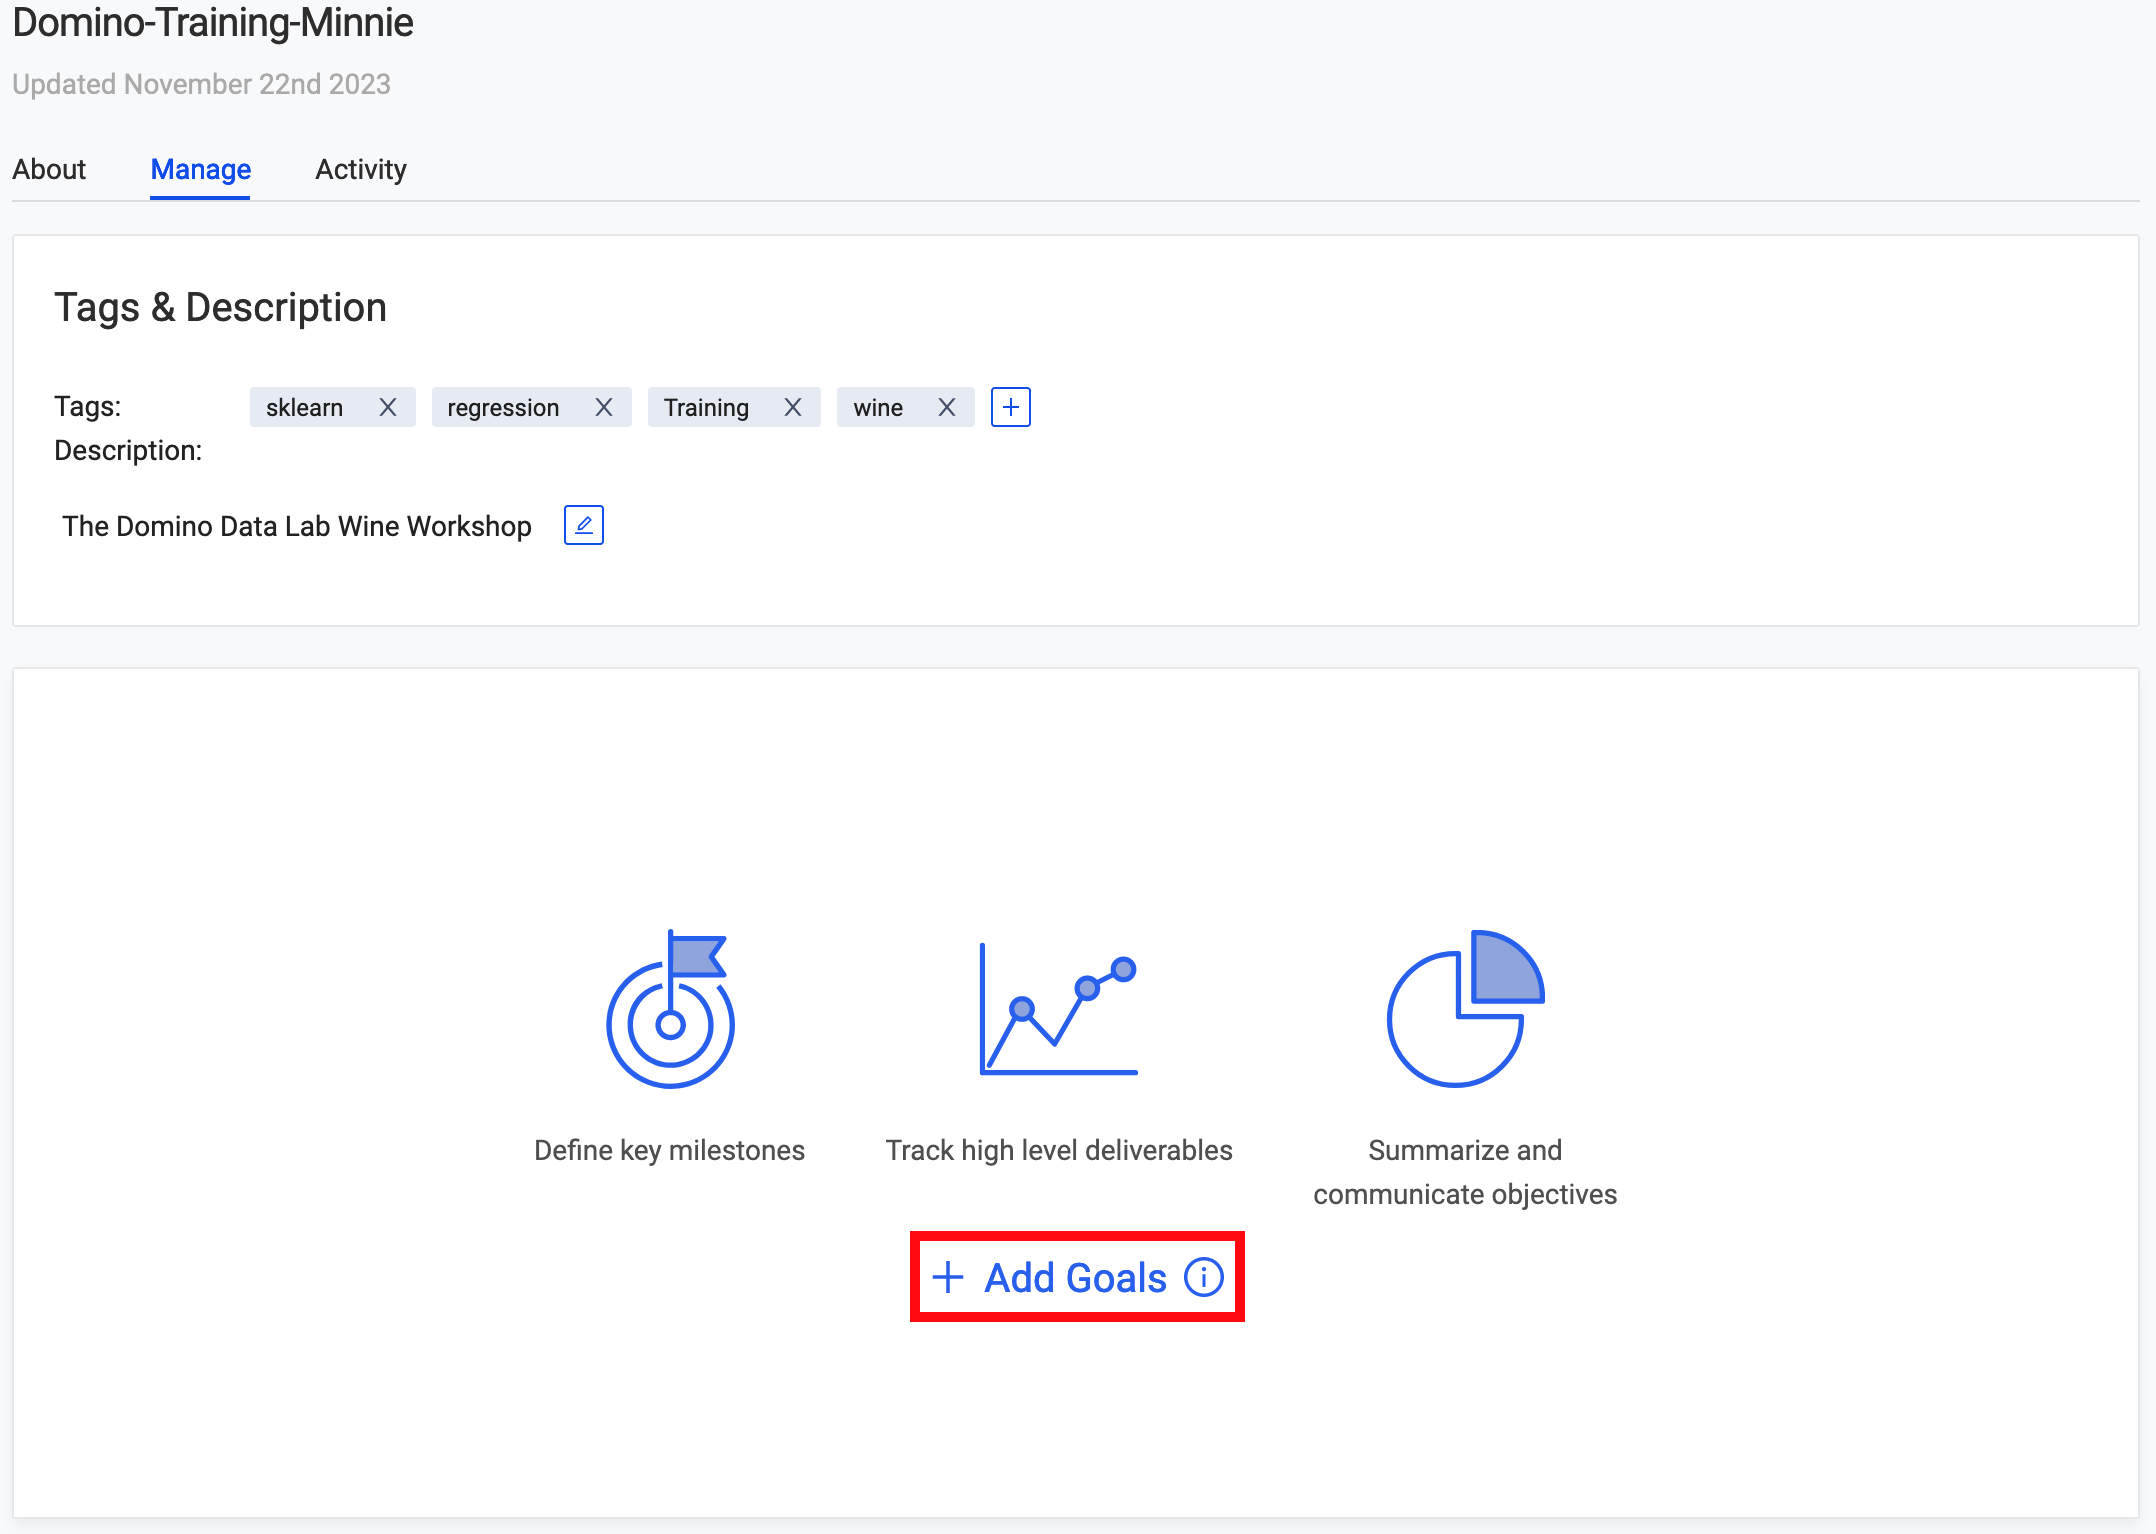 Domino-Training-Minnie
Updated November 22nd 2023
About Manage Activity
Tags & Description
Tags: sklearn X regression X Training X wine X +
Description:
The Domino Data Lab Wine Workshop
Define key milestones Track high level deliverables Summarize and
communicate objectives
+ Add Goals i